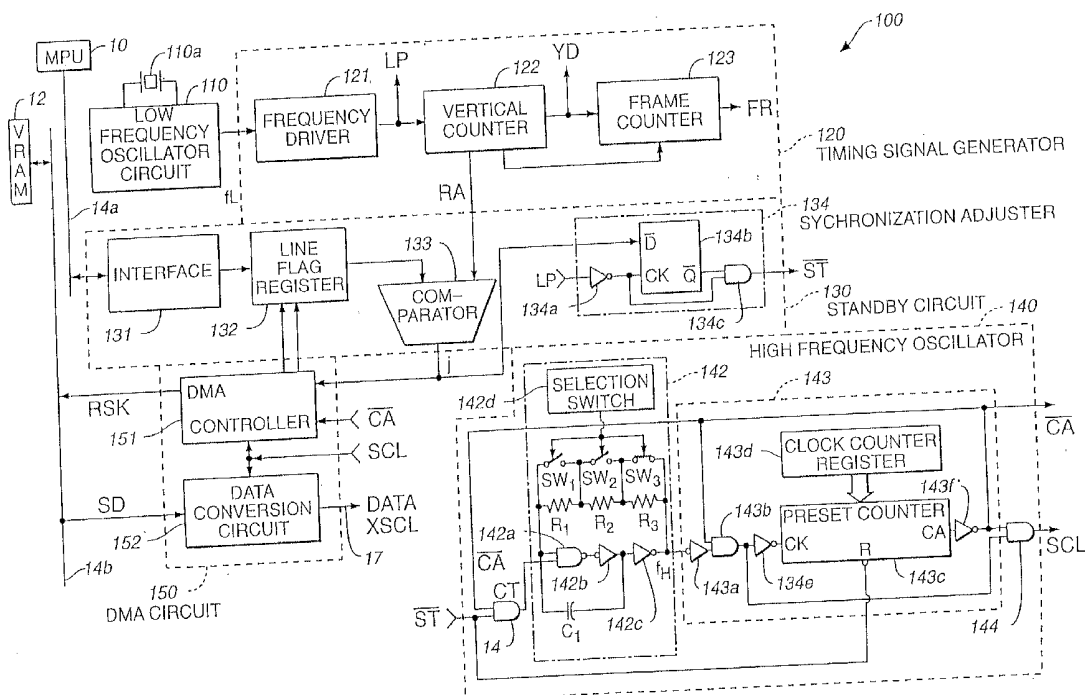 100
MPU
10
110a
12
VRAM
110
LOW
FREQUENCY
OSCILLATOR
CIRCUIT
14a
fL
121
FREQUENCY
DRIVER
LP
122
VERTICAL
COUNTER
YD
123
FRAME
COUNTER
FR
120
TIMING SIGNAL GENERATOR
RA
INTERFACE
131
LINE
FLAG
REGISTER
132
133
COM-
PARATOR
j
134
SYCHRONIZATION ADJUSTER
D̅
134b
LP
CK
Q̅
134a
134c
S̅T̅
130
STANDBY CIRCUIT
140
HIGH FREQUENCY OSCILLATOR
RSK
DMA
CONTROLLER
151
C̅A̅
SCL
SD
DATA
CONVERSION
CIRCUIT
152
DATA
XSCL
17
14b
150
DMA CIRCUIT
142d
SELECTION
SWITCH
142
SW1
SW2
SW3
R1
R2
R3
142a
142b
142c
fH
C̅A̅
CT
S̅T̅
14
C1
143
143d
CLOCK COUNTER
REGISTER
143b
143f
PRESET COUNTER
CK
CA
R
143a
134e
143c
C̅A̅
SCL
144